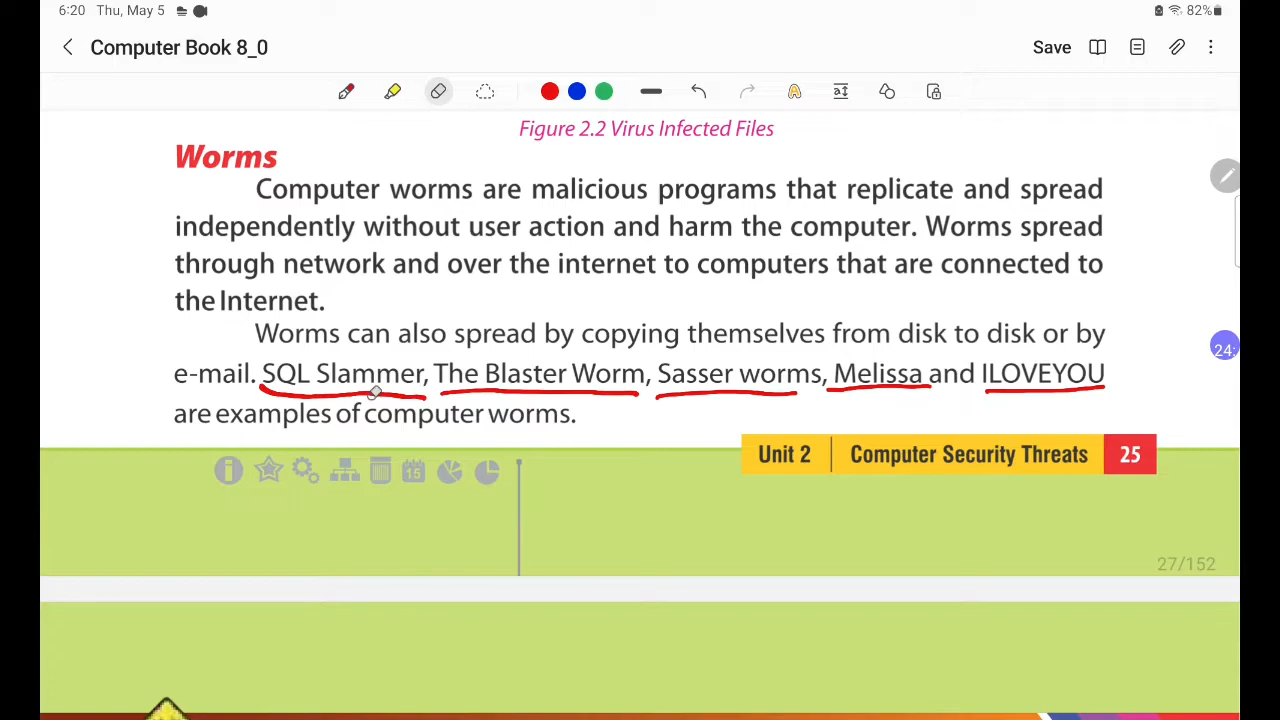 6:20 Thu, May 5
82%
Computer Book 8_0
Save
Figure 2.2 Virus Infected Files
Worms
Computer worms are malicious programs that replicate and spread
independently without user action and harm the computer. Worms spread
through network and over the internet to computers that are connected to
the Internet.
Worms can also spread by copying themselves from disk to disk or by
e-mail. SQL Slammer, The Blaster Worm, Sasser worms, Melissa and ILOVEYOU
are examples of computer worms.
Unit 2 Computer Security Threats 25
15
27/152
24: